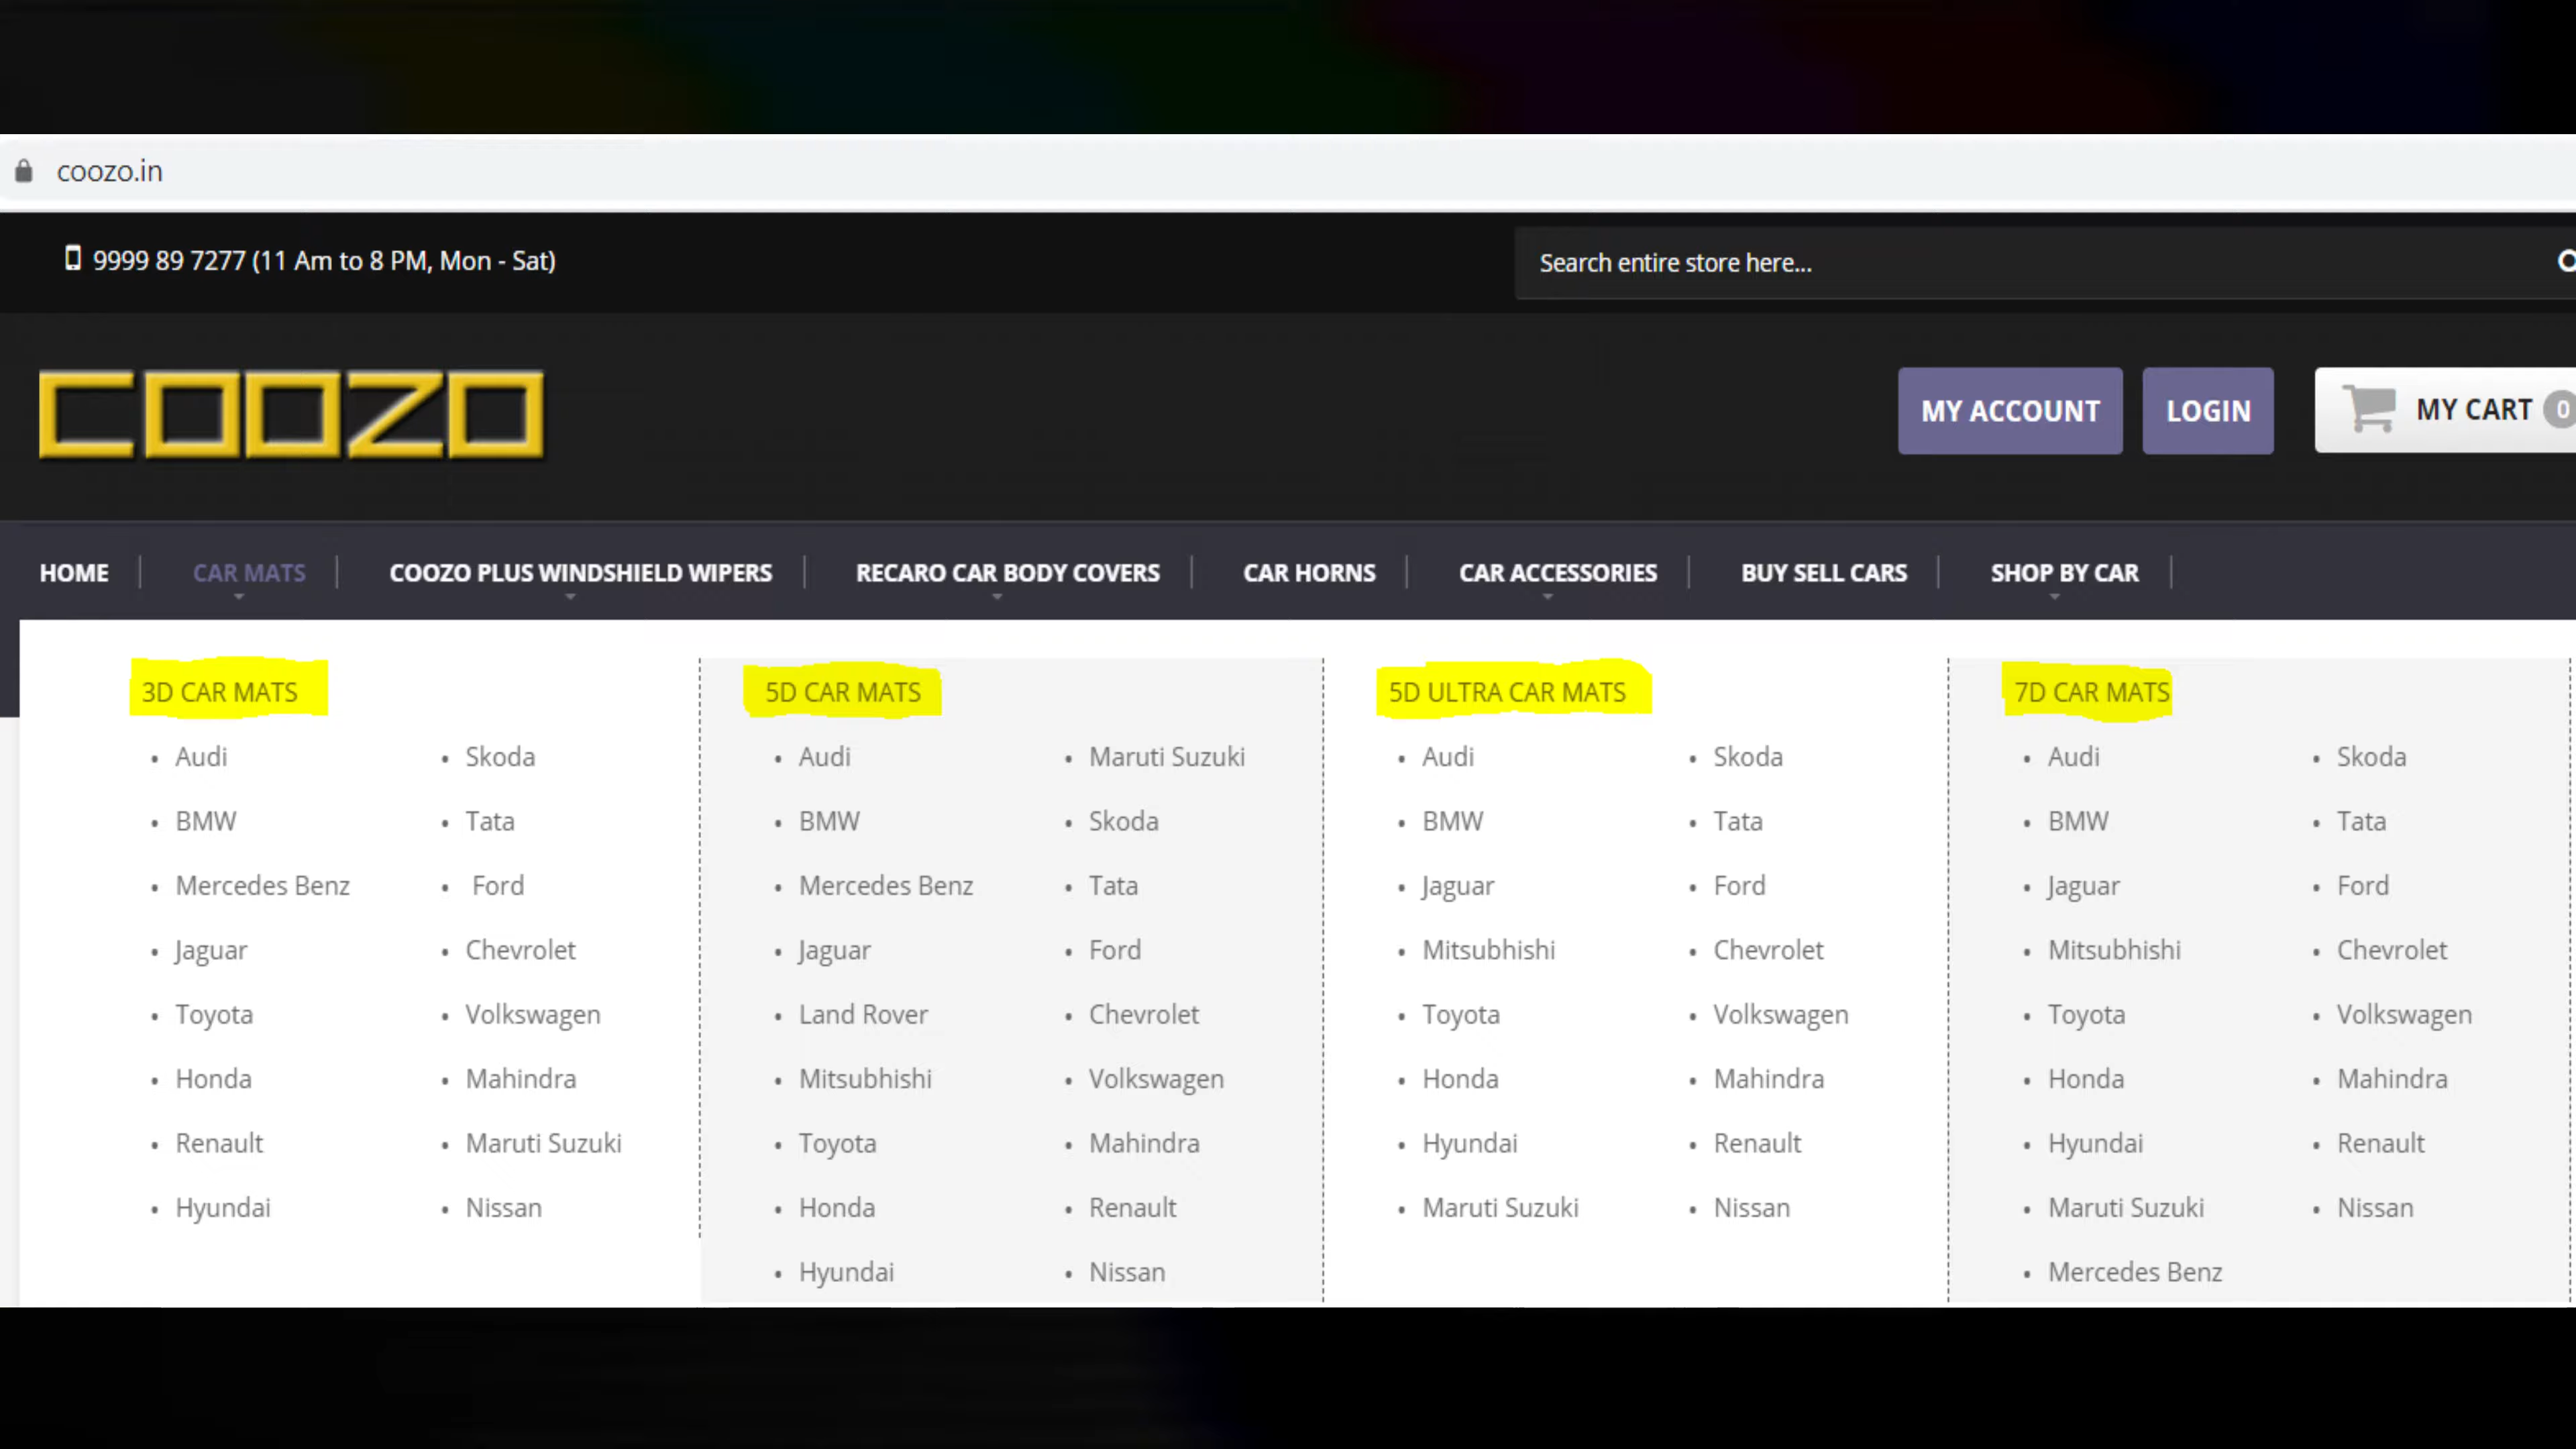 coozo.in
9999 89 7277 (11 Am to 8 PM, Mon - Sat)
Search entire store here...
COOZO
MY ACCOUNT
LOGIN
MY CART 0
HOME
CAR MATS
COOZO PLUS WINDSHIELD WIPERS
RECARO CAR BODY COVERS
CAR HORNS
CAR ACCESSORIES
BUY SELL CARS
SHOP BY CAR
3D CAR MATS
Audi
BMW
Mercedes Benz
Jaguar
Toyota
Honda
Renault
Hyundai
Skoda
Tata
Ford
Chevrolet
Volkswagen
Mahindra
Maruti Suzuki
Nissan
5D CAR MATS
Audi
BMW
Mercedes Benz
Jaguar
Land Rover
Mitsubhishi
Toyota
Honda
Hyundai
Maruti Suzuki
Skoda
Tata
Ford
Chevrolet
Volkswagen
Mahindra
Renault
Nissan
5D ULTRA CAR MATS
Audi
BMW
Jaguar
Mitsubhishi
Toyota
Honda
Hyundai
Maruti Suzuki
Skoda
Tata
Ford
Chevrolet
Volkswagen
Mahindra
Renault
Nissan
7D CAR MATS
Audi
BMW
Jaguar
Mitsubhishi
Toyota
Honda
Hyundai
Maruti Suzuki
Mercedes Benz
Skoda
Tata
Ford
Chevrolet
Volkswagen
Mahindra
Renault
Nissan